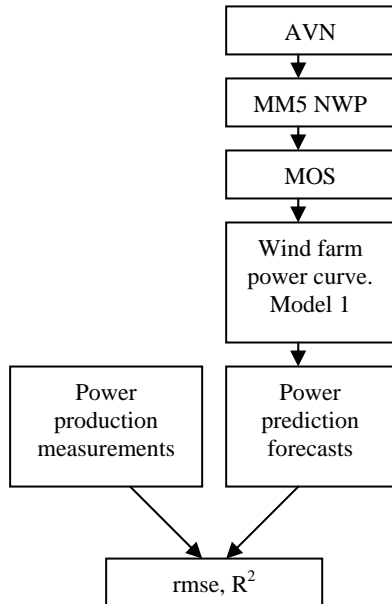 AVN
MM5 NWP
MOS
Wind farm
power curve.
Model 1
Power
production
measurements
Power
prediction
forecasts
rmse, R²